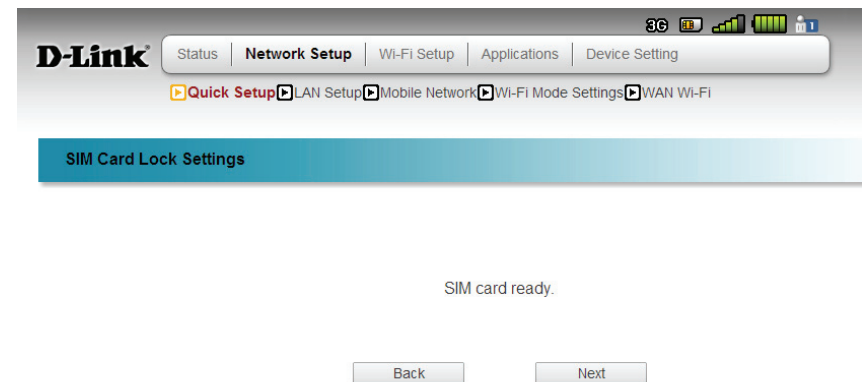 3G 1
D-Link Status Network Setup Wi-Fi Setup Applications Device Setting
Quick Setup LAN Setup Mobile Network Wi-Fi Mode Settings WAN Wi-Fi
SIM Card Lock Settings
SIM card ready.
Back Next